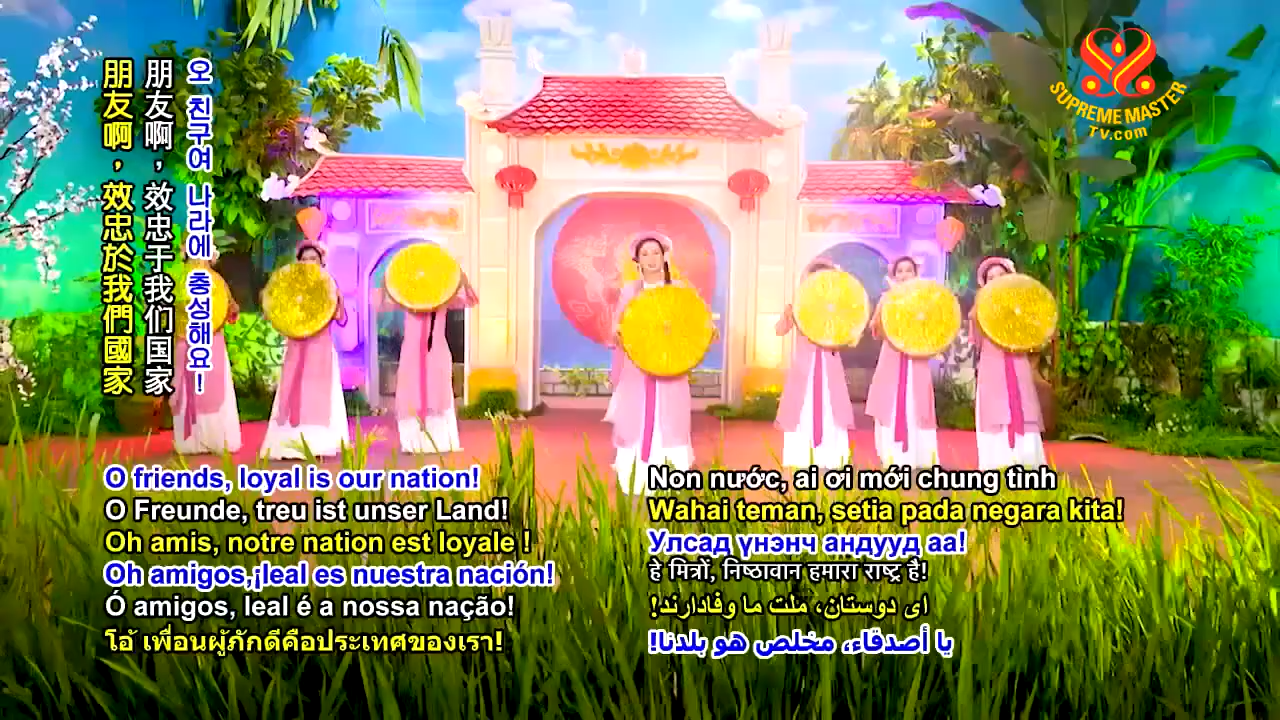 朋友啊，效忠於我們國家
朋友啊，效忠于我们国家
오 친구여 나라에 충성해요!
SUPREME MASTER
TV.com
O friends, loyal is our nation!
O Freunde, treu ist unser Land!
Oh amis, notre nation est loyale !
Oh amigos,¡leal es nuestra nación!
Ó amigos, leal é a nossa nação!
โอ้ เพื่อนผู้ภักดีคือประเทศของเรา!
Non nước, ai ơi mới chung tình
Wahai teman, setia pada negara kita!
Улсад үнэнч андууд аа!
हे मित्रों, निष्ठावान हमारा राष्ट्र है!
ای دوستان، ملت ما وفادارند!
يا أصدقاء، مخلص هو بلدنا!